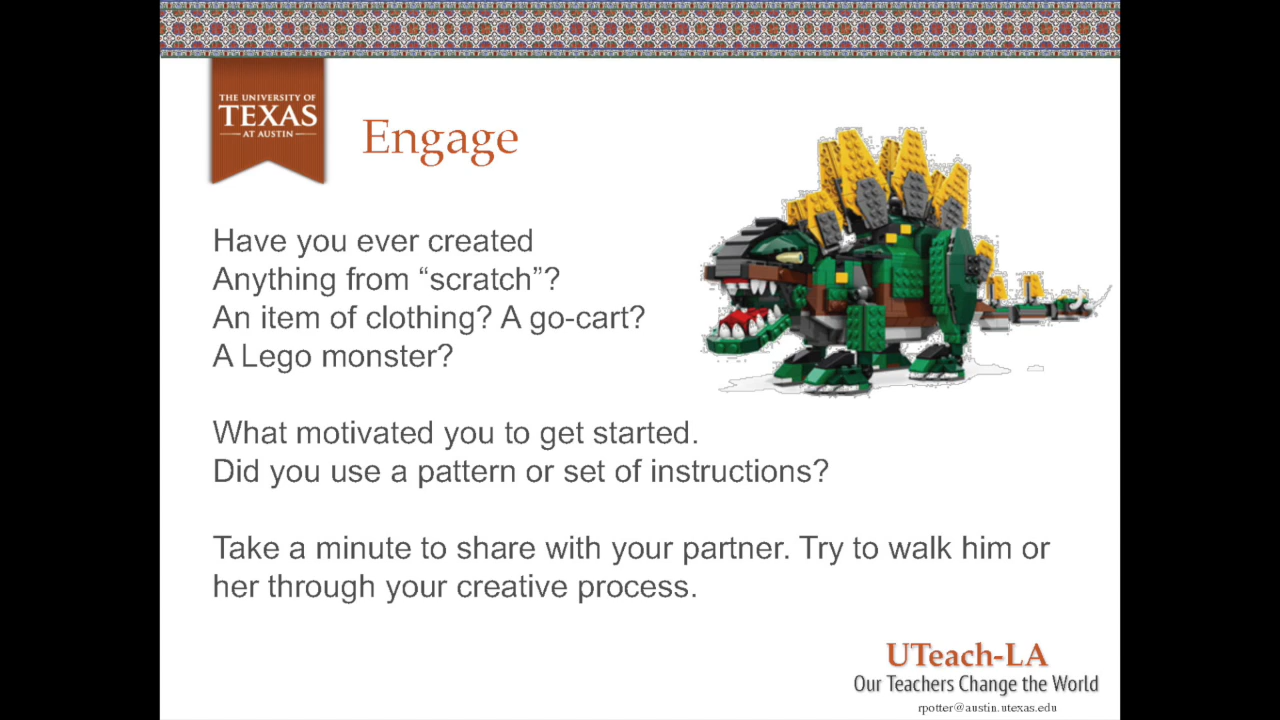 THE UNIVERSITY OF
TEXAS
AT AUSTIN
Engage
Have you ever created
Anything from “scratch”?
An item of clothing? A go-cart?
A Lego monster?
What motivated you to get started.
Did you use a pattern or set of instructions?
Take a minute to share with your partner. Try to walk him or
her through your creative process.
UTeach-LA
Our Teachers Change the World
rpotter@austin.utexas.edu